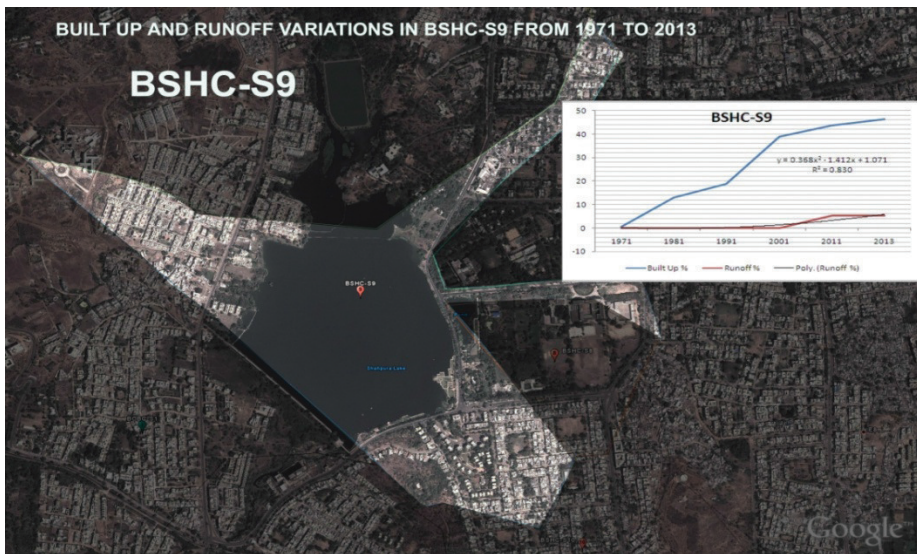 BUILT UP AND RUNOFF VARIATIONS IN BSHC-S9 FROM 1971 TO 2013
BSHC-S9
BSHC-S9
50
40
30
20
10
0
-10
y = 0.368x² - 1.412x + 1.071
R² = 0.830
1971 1981 1991 2001 2011 2013
Built Up % Runoff % Poly. (Runoff %)
BSHC-S9
Shahpura Lake
Google